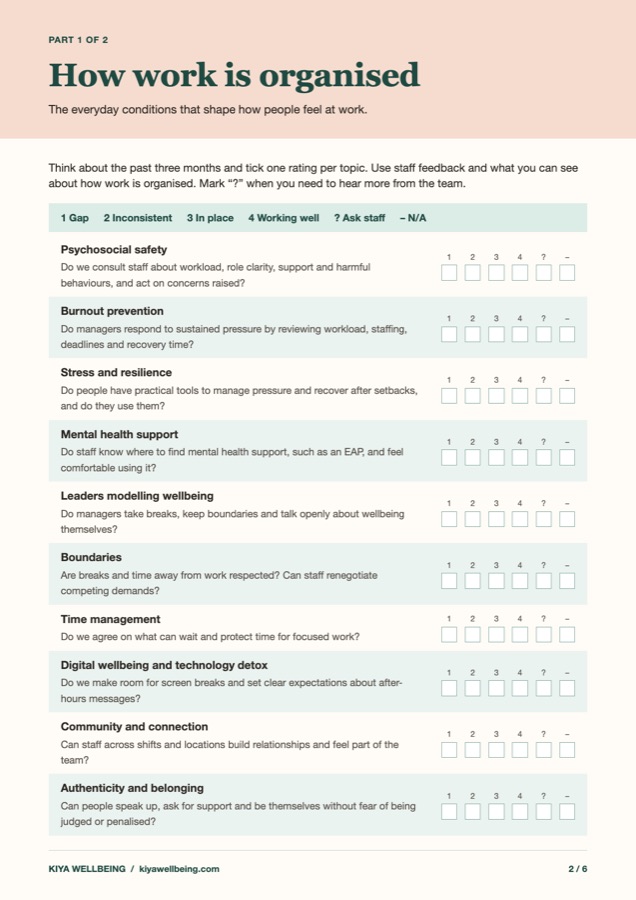 PART 1 OF 2
How work is organised
The everyday conditions that shape how people feel at work.
Think about the past three months and tick one rating per topic. Use staff feedback and what you can see
about how work is organised. Mark “?” when you need to hear more from the team.
1 Gap 2 Inconsistent 3 In place 4 Working well ? Ask staff – N/A
Psychosocial safety
Do we consult staff about workload, role clarity, support and harmful
behaviours, and act on concerns raised?
1 2 3 4 ? –
Burnout prevention
Do managers respond to sustained pressure by reviewing workload, staffing,
deadlines and recovery time?
1 2 3 4 ? –
Stress and resilience
Do people have practical tools to manage pressure and recover after setbacks,
and do they use them?
1 2 3 4 ? –
Mental health support
Do staff know where to find mental health support, such as an EAP, and feel
comfortable using it?
1 2 3 4 ? –
Leaders modelling wellbeing
Do managers take breaks, keep boundaries and talk openly about wellbeing
themselves?
1 2 3 4 ? –
Boundaries
Are breaks and time away from work respected? Can staff renegotiate
competing demands?
1 2 3 4 ? –
Time management
Do we agree on what can wait and protect time for focused work?
1 2 3 4 ? –
Digital wellbeing and technology detox
Do we make room for screen breaks and set clear expectations about after-
hours messages?
1 2 3 4 ? –
Community and connection
Can staff across shifts and locations build relationships and feel part of the
team?
1 2 3 4 ? –
Authenticity and belonging
Can people speak up, ask for support and be themselves without fear of being
judged or penalised?
1 2 3 4 ? –
KIYA WELLBEING / kiyawellbeing.com
2 / 6